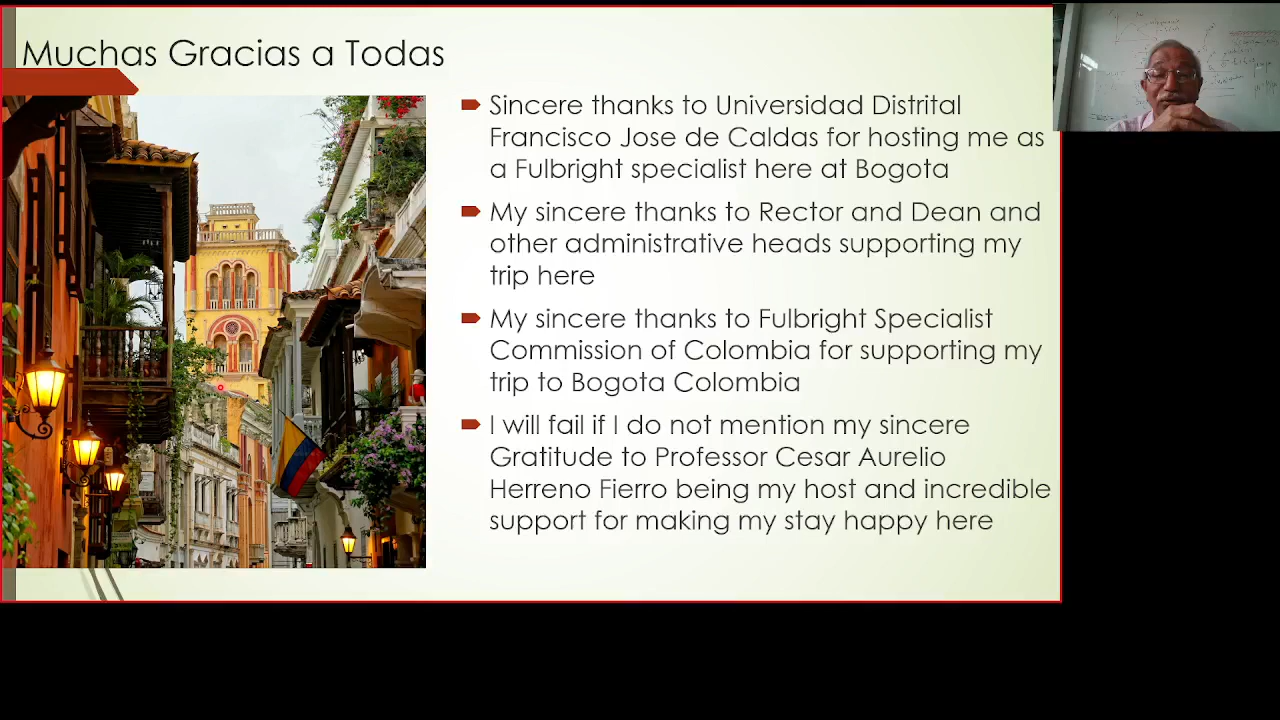 Muchas Gracias a Todas
Sincere thanks to Universidad Distrital
Francisco Jose de Caldas for hosting me as
a Fulbright specialist here at Bogota
My sincere thanks to Rector and Dean and
other administrative heads supporting my
trip here
My sincere thanks to Fulbright Specialist
Commission of Colombia for supporting my
trip to Bogota Colombia
I will fail if I do not mention my sincere
Gratitude to Professor Cesar Aurelio
Herreno Fierro being my host and incredible
support for making my stay happy here